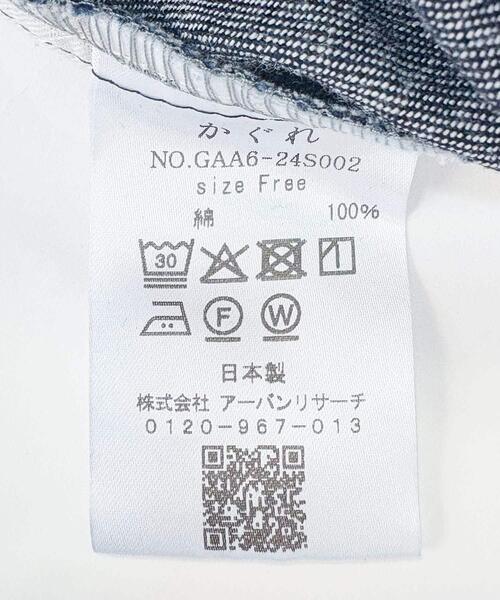 かぐれ
NO.GAA6-24S002
size Free
綿 100%
30
F W
日本製
株式会社 アーバンリサーチ
0120-967-013